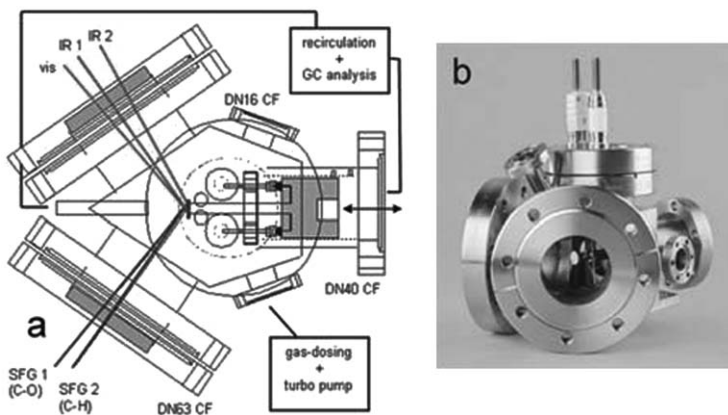 IR 1
IR 2
vis
recirculation
+
GC analysis
b
DN16 CF
DN40 CF
a
gas-dosing
+
turbo pump
SFG 1
(C-O)
SFG 2
(C-H)
DN63 CF